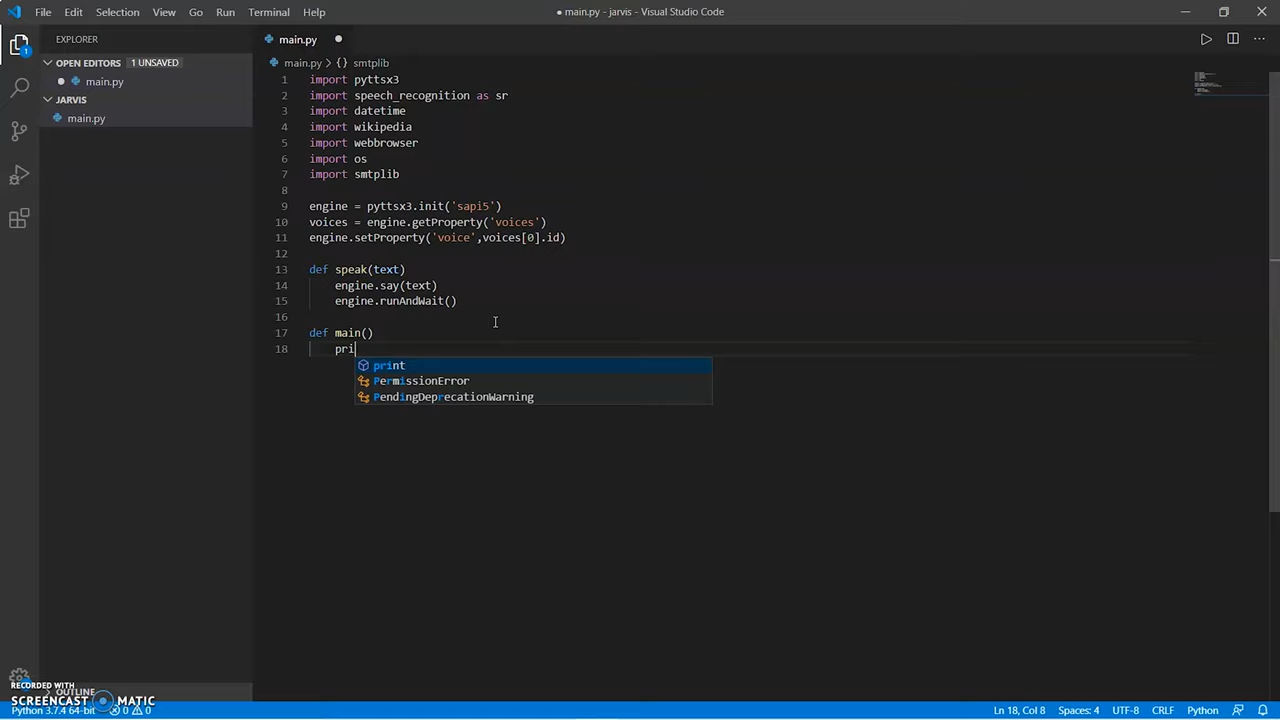 File Edit Selection View Go Run Terminal Help
● main.py - jarvis - Visual Studio Code
EXPLORER
OPEN EDITORS 1 UNSAVED
main.py
JARVIS
main.py
OUTLINE
1
main.py
main.py > {} smtplib
1 import pyttsx3
2 import speech_recognition as sr
3 import datetime
4 import wikipedia
5 import webbrowser
6 import os
7 import smtplib
8
9 engine = pyttsx3.init('sapi5')
10 voices = engine.getProperty('voices')
11 engine.setProperty('voice',voices[0].id)
12
13 def speak(text)
14 engine.say(text)
15 engine.runAndWait()
16
17 def main()
18 pri
print
PermissionError
PendingDeprecationWarning
RECORDED WITH
SCREENCAST MATIC
Python 3.7.4 64-bit 0 0
Ln 18, Col 8 Spaces: 4 UTF-8 CRLF Python